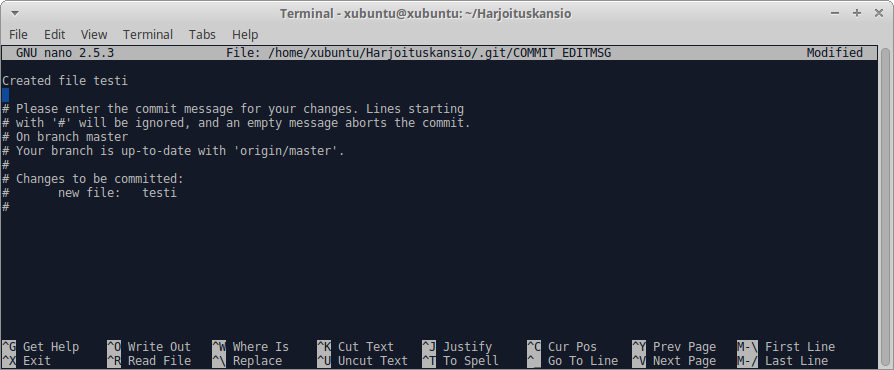 Terminal - xubuntu@xubuntu: ~/Harjoituskansio
File Edit View Terminal Tabs Help
GNU nano 2.5.3 File: /home/xubuntu/Harjoituskansio/.git/COMMIT_EDITMSG Modified
Created file testi
# Please enter the commit message for your changes. Lines starting
# with '#' will be ignored, and an empty message aborts the commit.
# On branch master
# Your branch is up-to-date with 'origin/master'.
#
# Changes to be committed:
#       new file:   testi
#
^G Get Help ^O Write Out ^W Where Is ^K Cut Text ^J Justify ^C Cur Pos ^Y Prev Page M-\ First Line
^X Exit ^R Read File ^\ Replace ^U Uncut Text ^T To Spell ^_ Go To Line ^V Next Page M-/ Last Line